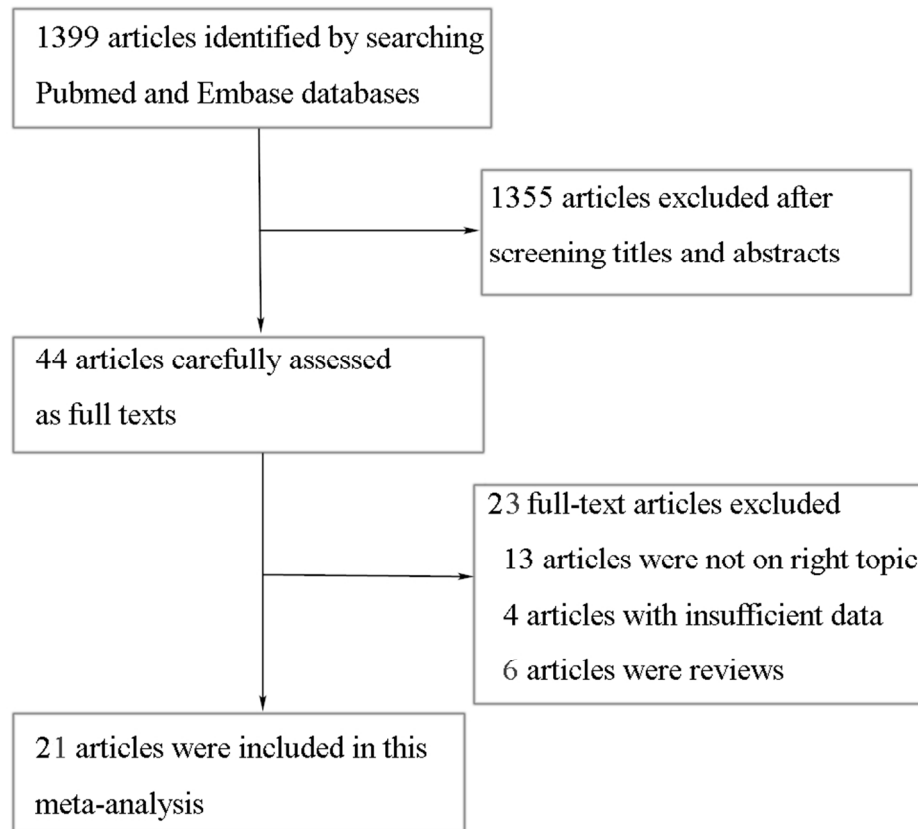 1399 articles identified by searching
Pubmed and Embase databases
1355 articles excluded after
screening titles and abstracts
44 articles carefully assessed
as full texts
23 full-text articles excluded
13 articles were not on right topic
4 articles with insufficient data
6 articles were reviews
21 articles were included in this
meta-analysis